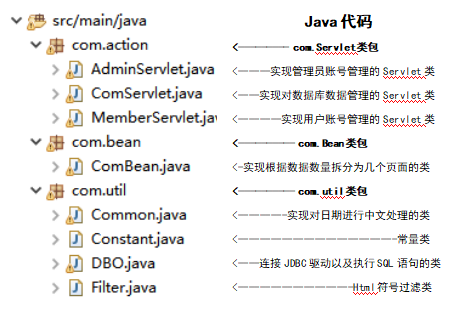 src/main/java Java 代码
com.action <———— com.Servlet类包
AdminServlet.java <———实现管理员账号管理的 Servlet 类
ComServlet.java <——实现对数据库数据管理的 Servlet 类
MemberServlet.java <————实现用户账号管理的 Servlet 类
com.bean <———— com.Bean类包
ComBean.java <-实现根据数据数量拆分为几个页面的类
com.util <———— com.util类包
Common.java <————实现对日期进行中文处理的类
Constant.java <——————————————常量类
DBO.java <——连接 JDBC 驱动以及执行 SQL 语句的类
Filter.java <——————————Html 符号过滤类